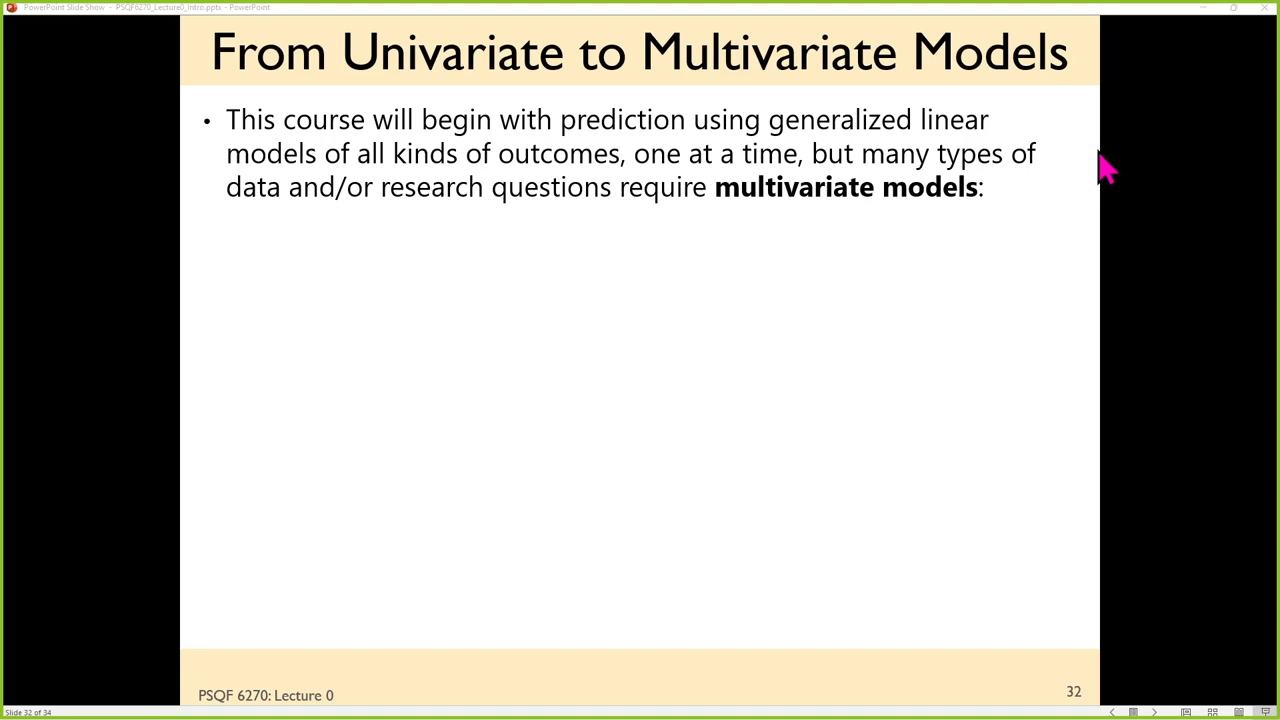 PowerPoint Slide Show - PSQF6270_Lecture0_Intro.pptx - PowerPoint
From Univariate to Multivariate Models
• This course will begin with prediction using generalized linear
models of all kinds of outcomes, one at a time, but many types of
data and/or research questions require multivariate models:
PSQF 6270: Lecture 0
32
Slide 32 of 34